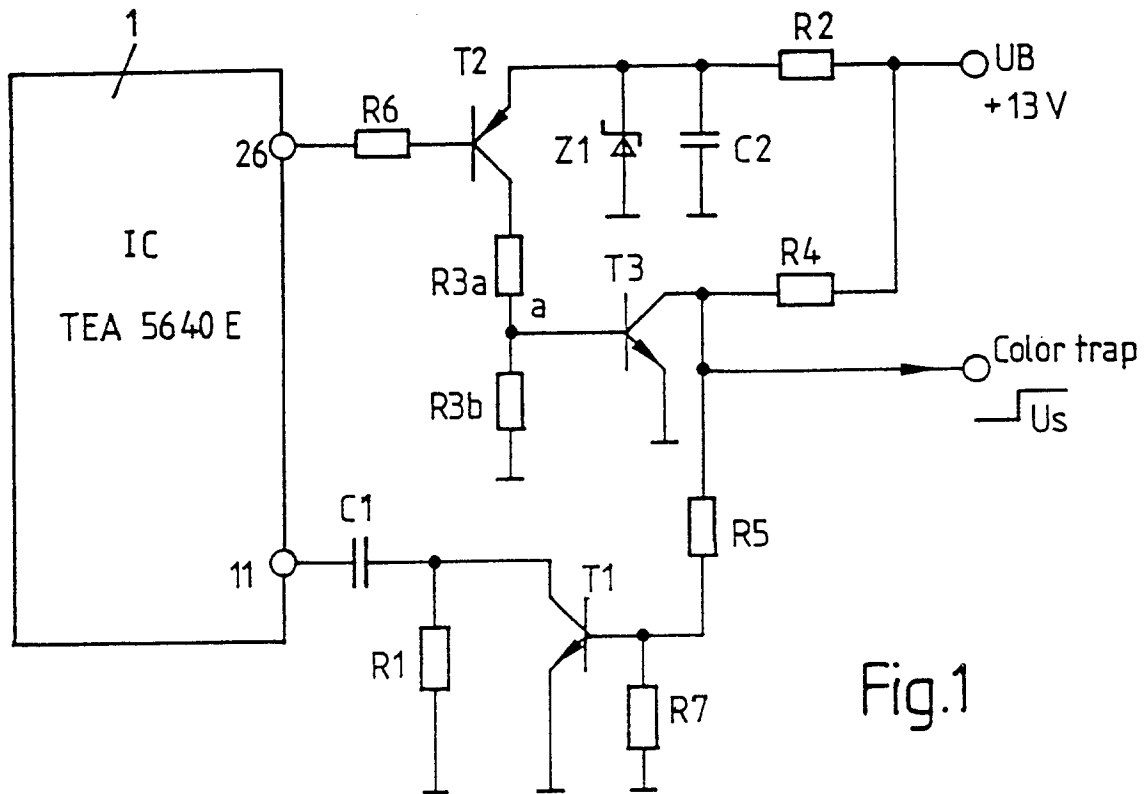 1
T2
R2
UB
+13V
R6
26
Z1
C2
IC
TEA 5640 E
R3a
a
T3
R4
Color trap
Us
R3b
C1
R5
11
T1
R1
R7
Fig.1